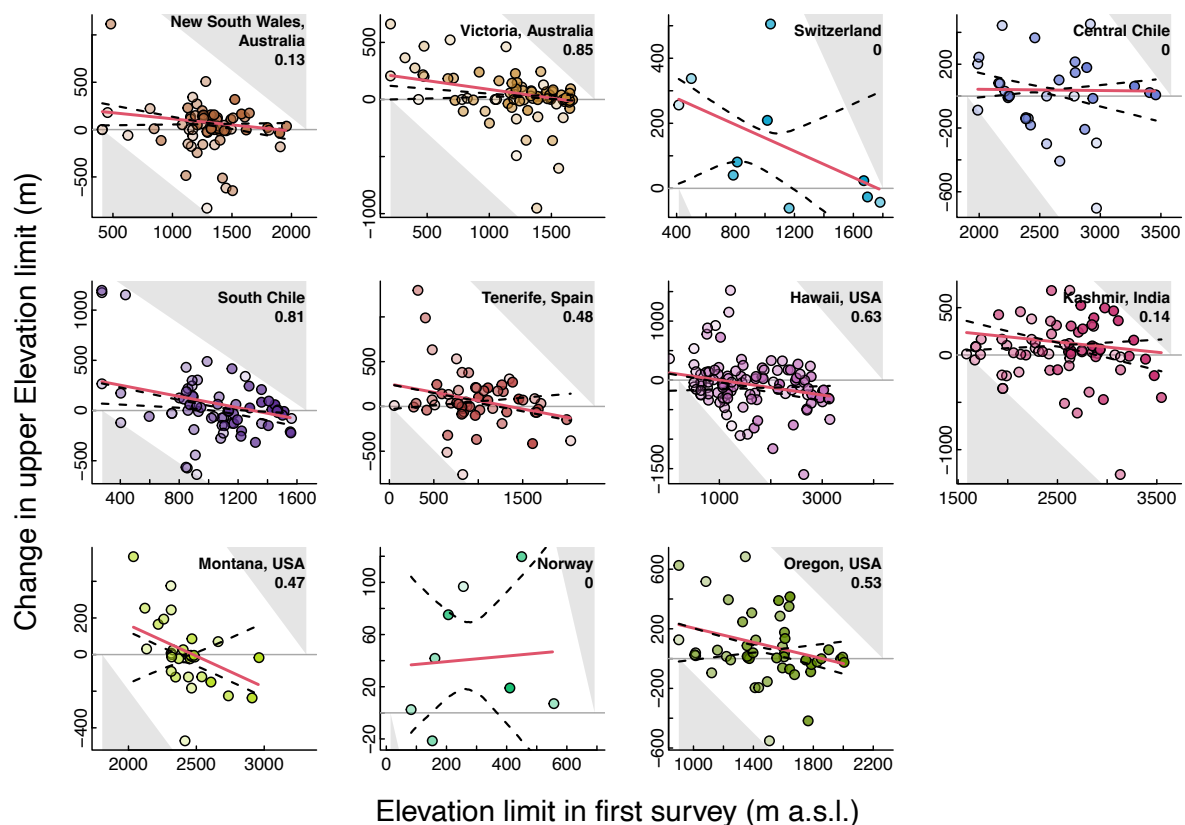 Change in upper Elevation limit (m)
New South Wales,
Australia
0.13
−500 0 500
500 1000 1500 2000
Victoria, Australia
0.85
−1000 0 500
500 1000 1500
Switzerland
0
0 200 400
400 800 1200 1600
Central Chile
0
−600 −200 200
2000 2500 3000 3500
South Chile
0.81
−500 0 500 1000
400 800 1200 1600
Tenerife, Spain
0.48
−500 0 500 1000
0 500 1000 1500
Hawaii, USA
0.63
−1500 0 1000
1000 2000 3000
Kashmir, India
0.14
−1000 0 500
1500 2500 3500
Montana, USA
0.47
−400 0 200
2000 2500 3000
Norway
0
−20 20 60 100
0 200 400 600
Oregon, USA
0.53
−600 −200 200 600
1000 1400 1800
Elevation limit in first survey (m a.s.l.)